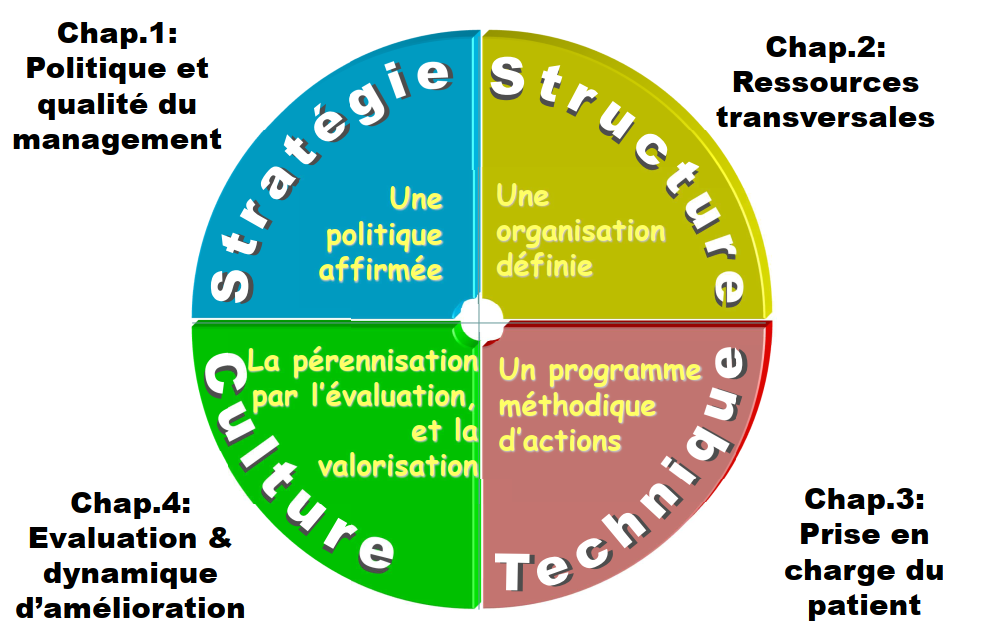 Chap.1:
Politique et
qualité du
management
Chap.2:
Ressources
transversales
Stratégie
Structure
Une
politique
affirmée
Une
organisation
définie
La pérennisation
par l'évaluation,
et la
valorisation
Un programme
méthodique
d'actions
Culture
Technique
Chap.4:
Evaluation &
dynamique
d'amélioration
Chap.3:
Prise en
charge du
patient